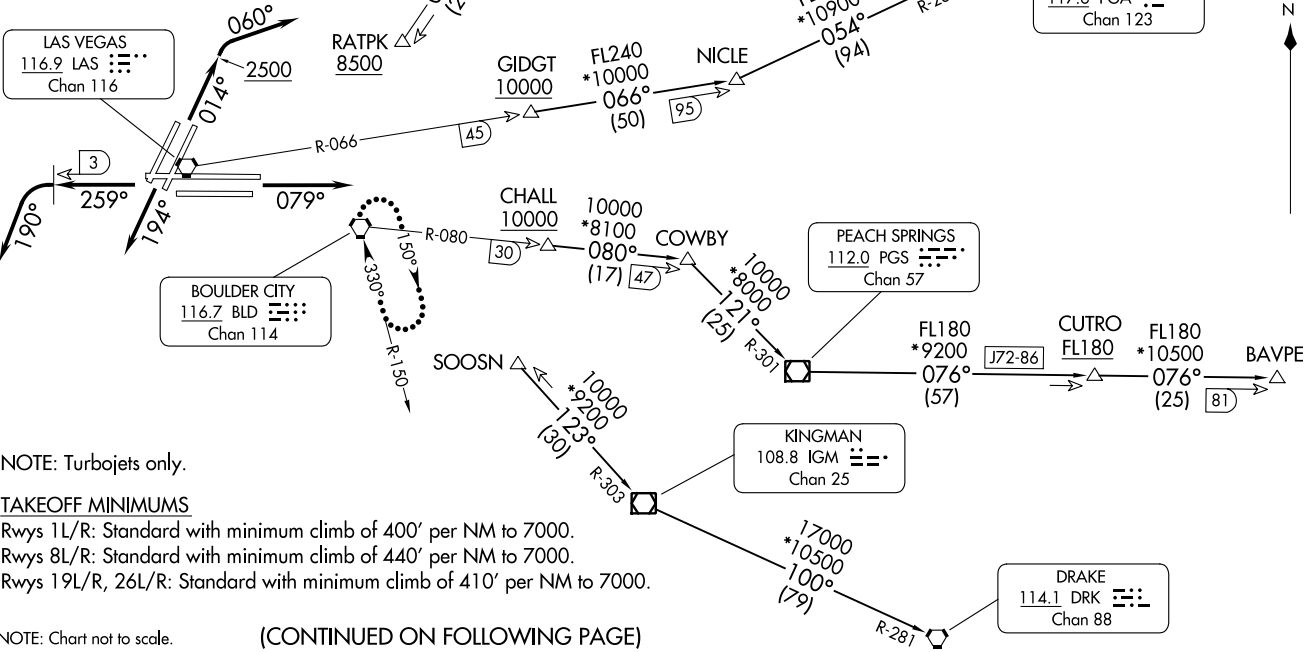 060°
LAS VEGAS
116.9 LAS
Chan 116
2500
014°
RATPK
8500
GIDGT
10000
FL240
*10000
066°
(50)
NICLE
95
*10900
054°
(94)
Chan 123
N
R-066
45
3
259°
190°
194°
079°
CHALL
10000
R-080
30
10000
*8100
080°
(17)
47
COWBY
150°
330°
R-150
BOULDER CITY
116.7 BLD
Chan 114
10000
*8000
121°
(25)
R-301
PEACH SPRINGS
112.0 PGS
Chan 57
FL180
*9200
076°
(57)
J72-86
CUTRO
FL180
FL180
*10500
076°
(25)
81
BAVPE
SOOSN
10000
*9200
123°
(30)
R-303
KINGMAN
108.8 IGM
Chan 25
17000
*10500
100°
(79)
R-281
DRAKE
114.1 DRK
Chan 88
NOTE: Turbojets only.
TAKEOFF MINIMUMS
Rwys 1L/R: Standard with minimum climb of 400' per NM to 7000.
Rwys 8L/R: Standard with minimum climb of 440' per NM to 7000.
Rwys 19L/R, 26L/R: Standard with minimum climb of 410' per NM to 7000.
NOTE: Chart not to scale.
(CONTINUED ON FOLLOWING PAGE)